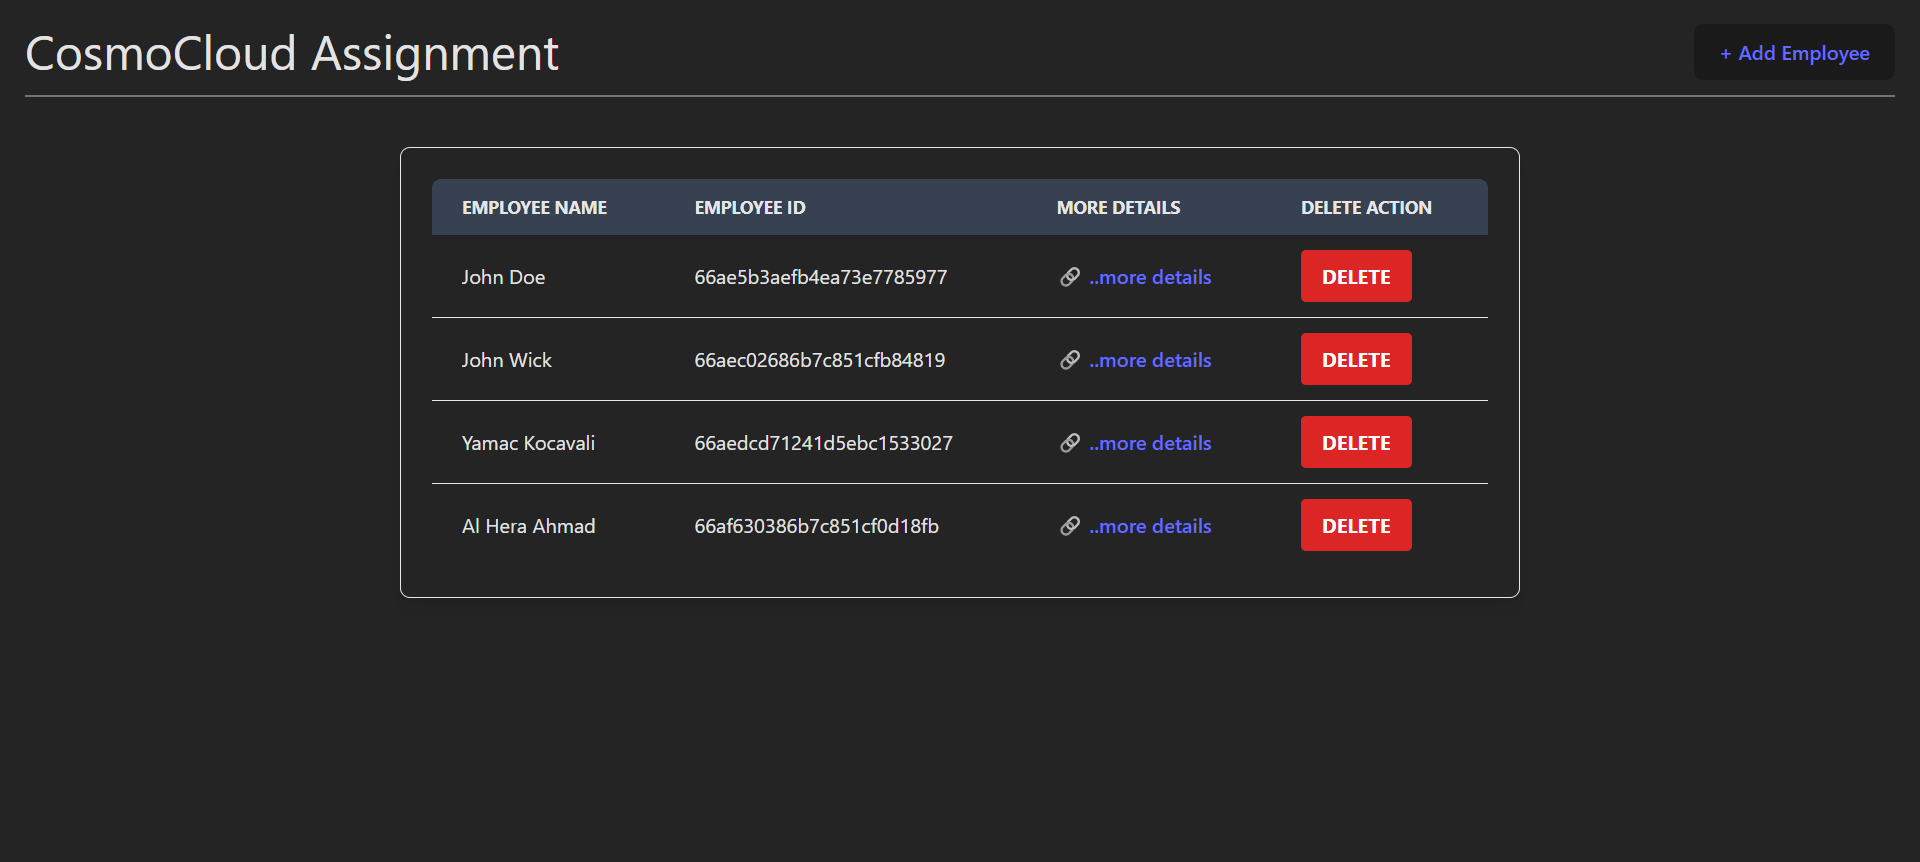 CosmoCloud Assignment
+ Add Employee
EMPLOYEE NAME EMPLOYEE ID MORE DETAILS DELETE ACTION
John Doe 66ae5b3aefb4ea73e7785977 ..more details DELETE
John Wick 66aec02686b7c851cfb84819 ..more details DELETE
Yamac Kocavali 66aedcd71241d5ebc1533027 ..more details DELETE
Al Hera Ahmad 66af630386b7c851cf0d18fb ..more details DELETE